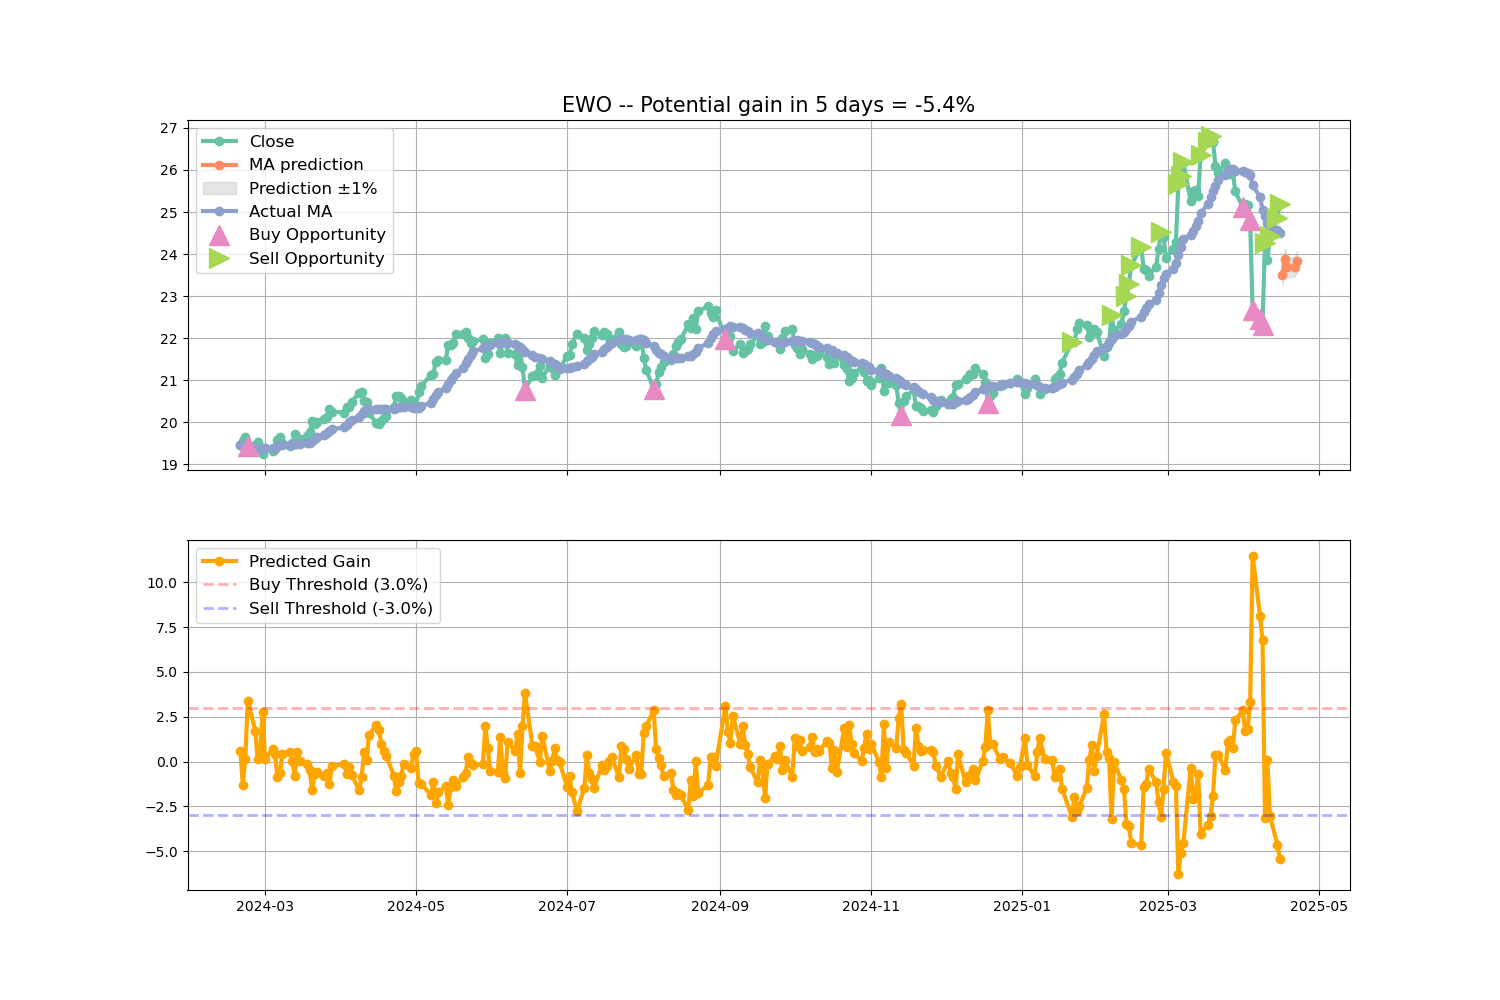 EWO -- Potential gain in 5 days = -5.4%
27
26
25
24
23
22
21
20
19
Close
MA prediction
Prediction ±1%
Actual MA
Buy Opportunity
Sell Opportunity
10.0
7.5
5.0
2.5
0.0
−2.5
−5.0
Predicted Gain
Buy Threshold (3.0%)
Sell Threshold (-3.0%)
2024-03 2024-05 2024-07 2024-09 2024-11 2025-01 2025-03 2025-05